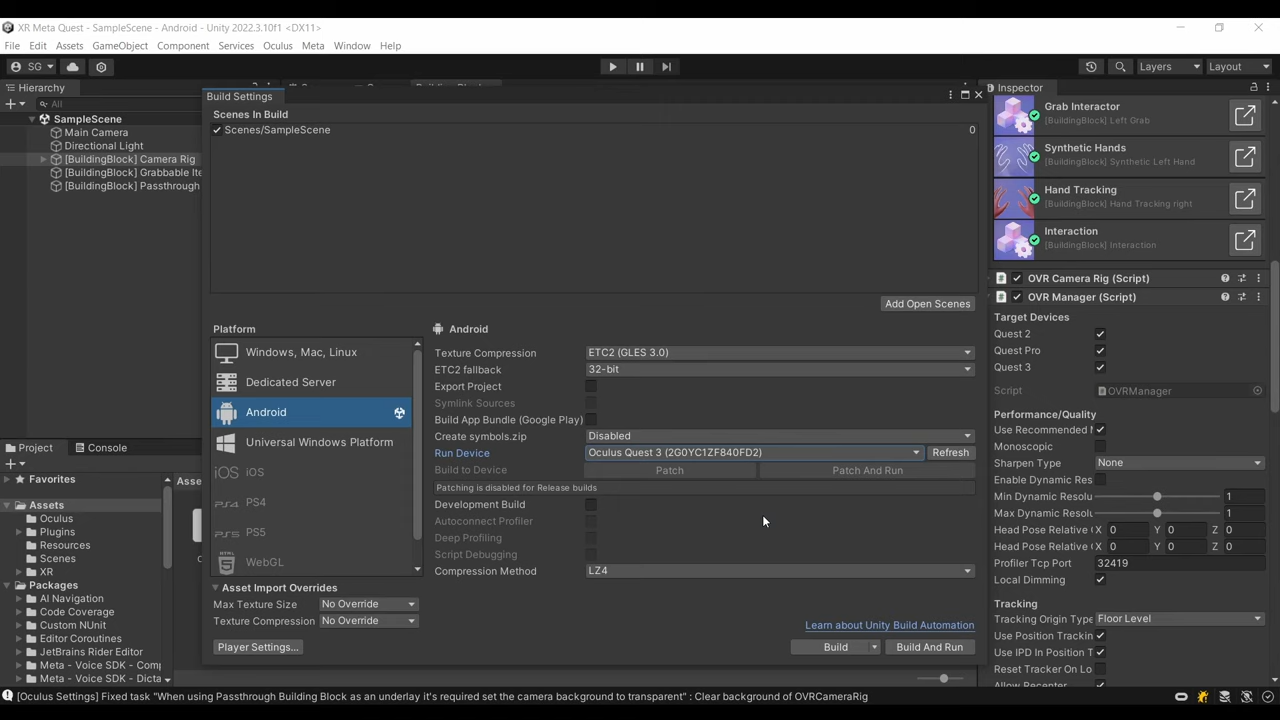 XR Meta Quest - SampleScene - Android - Unity 2022.3.10f1 <DX11>
File Edit Assets GameObject Component Services Oculus Meta Window Help
SG Layers Layout
Hierarchy
All
SampleScene
Main Camera
Directional Light
[BuildingBlock] Camera Rig
[BuildingBlock] Grabbable Ite
[BuildingBlock] Passthrough
Build Settings
Scenes In Build
Scenes/SampleScene 0
Add Open Scenes
Platform
Windows, Mac, Linux
Dedicated Server
Android
Universal Windows Platform
iOS iOS
PS4
PS5
WebGL
Asset Import Overrides
Max Texture Size No Override
Texture Compression No Override
Player Settings...
Android
Texture Compression ETC2 (GLES 3.0)
ETC2 fallback 32-bit
Export Project
Symlink Sources
Build App Bundle (Google Play)
Create symbols.zip Disabled
Run Device Oculus Quest 3 (2G0YC1ZF840FD2) Refresh
Build to Device Patch Patch And Run
Patching is disabled for Release builds
Development Build
Autoconnect Profiler
Deep Profiling
Script Debugging
Compression Method LZ4
Learn about Unity Build Automation
Build Build And Run
Inspector
Grab Interactor
[BuildingBlock] Left Grab
Synthetic Hands
[BuildingBlock] Synthetic Left Hand
Hand Tracking
[BuildingBlock] Hand Tracking right
Interaction
[BuildingBlock] Interaction
OVR Camera Rig (Script)
OVR Manager (Script)
Target Devices
Quest 2
Quest Pro
Quest 3
Script OVRManager
Performance/Quality
Use Recommended M
Monoscopic
Sharpen Type None
Enable Dynamic Res
Min Dynamic Resolu 1
Max Dynamic Resolu 1
Head Pose Relative X 0 Y 0 Z 0
Head Pose Relative X 0 Y 0 Z 0
Profiler Tcp Port 32419
Local Dimming
Tracking
Tracking Origin Type Floor Level
Use Position Trackin
Use IPD In Position T
Reset Tracker On Lo
Allow Recenter
Project Console
Favorites
Assets
Oculus
Plugins
Resources
Scenes
XR
Packages
AI Navigation
Code Coverage
Custom NUnit
Editor Coroutines
JetBrains Rider Editor
Meta - Voice SDK - Comp
Meta - Voice SDK - Dicta
Asse
[Oculus Settings] Fixed task "When using Passthrough Building Block as an underlay it's required set the camera background to transparent" : Clear background of OVRCameraRig